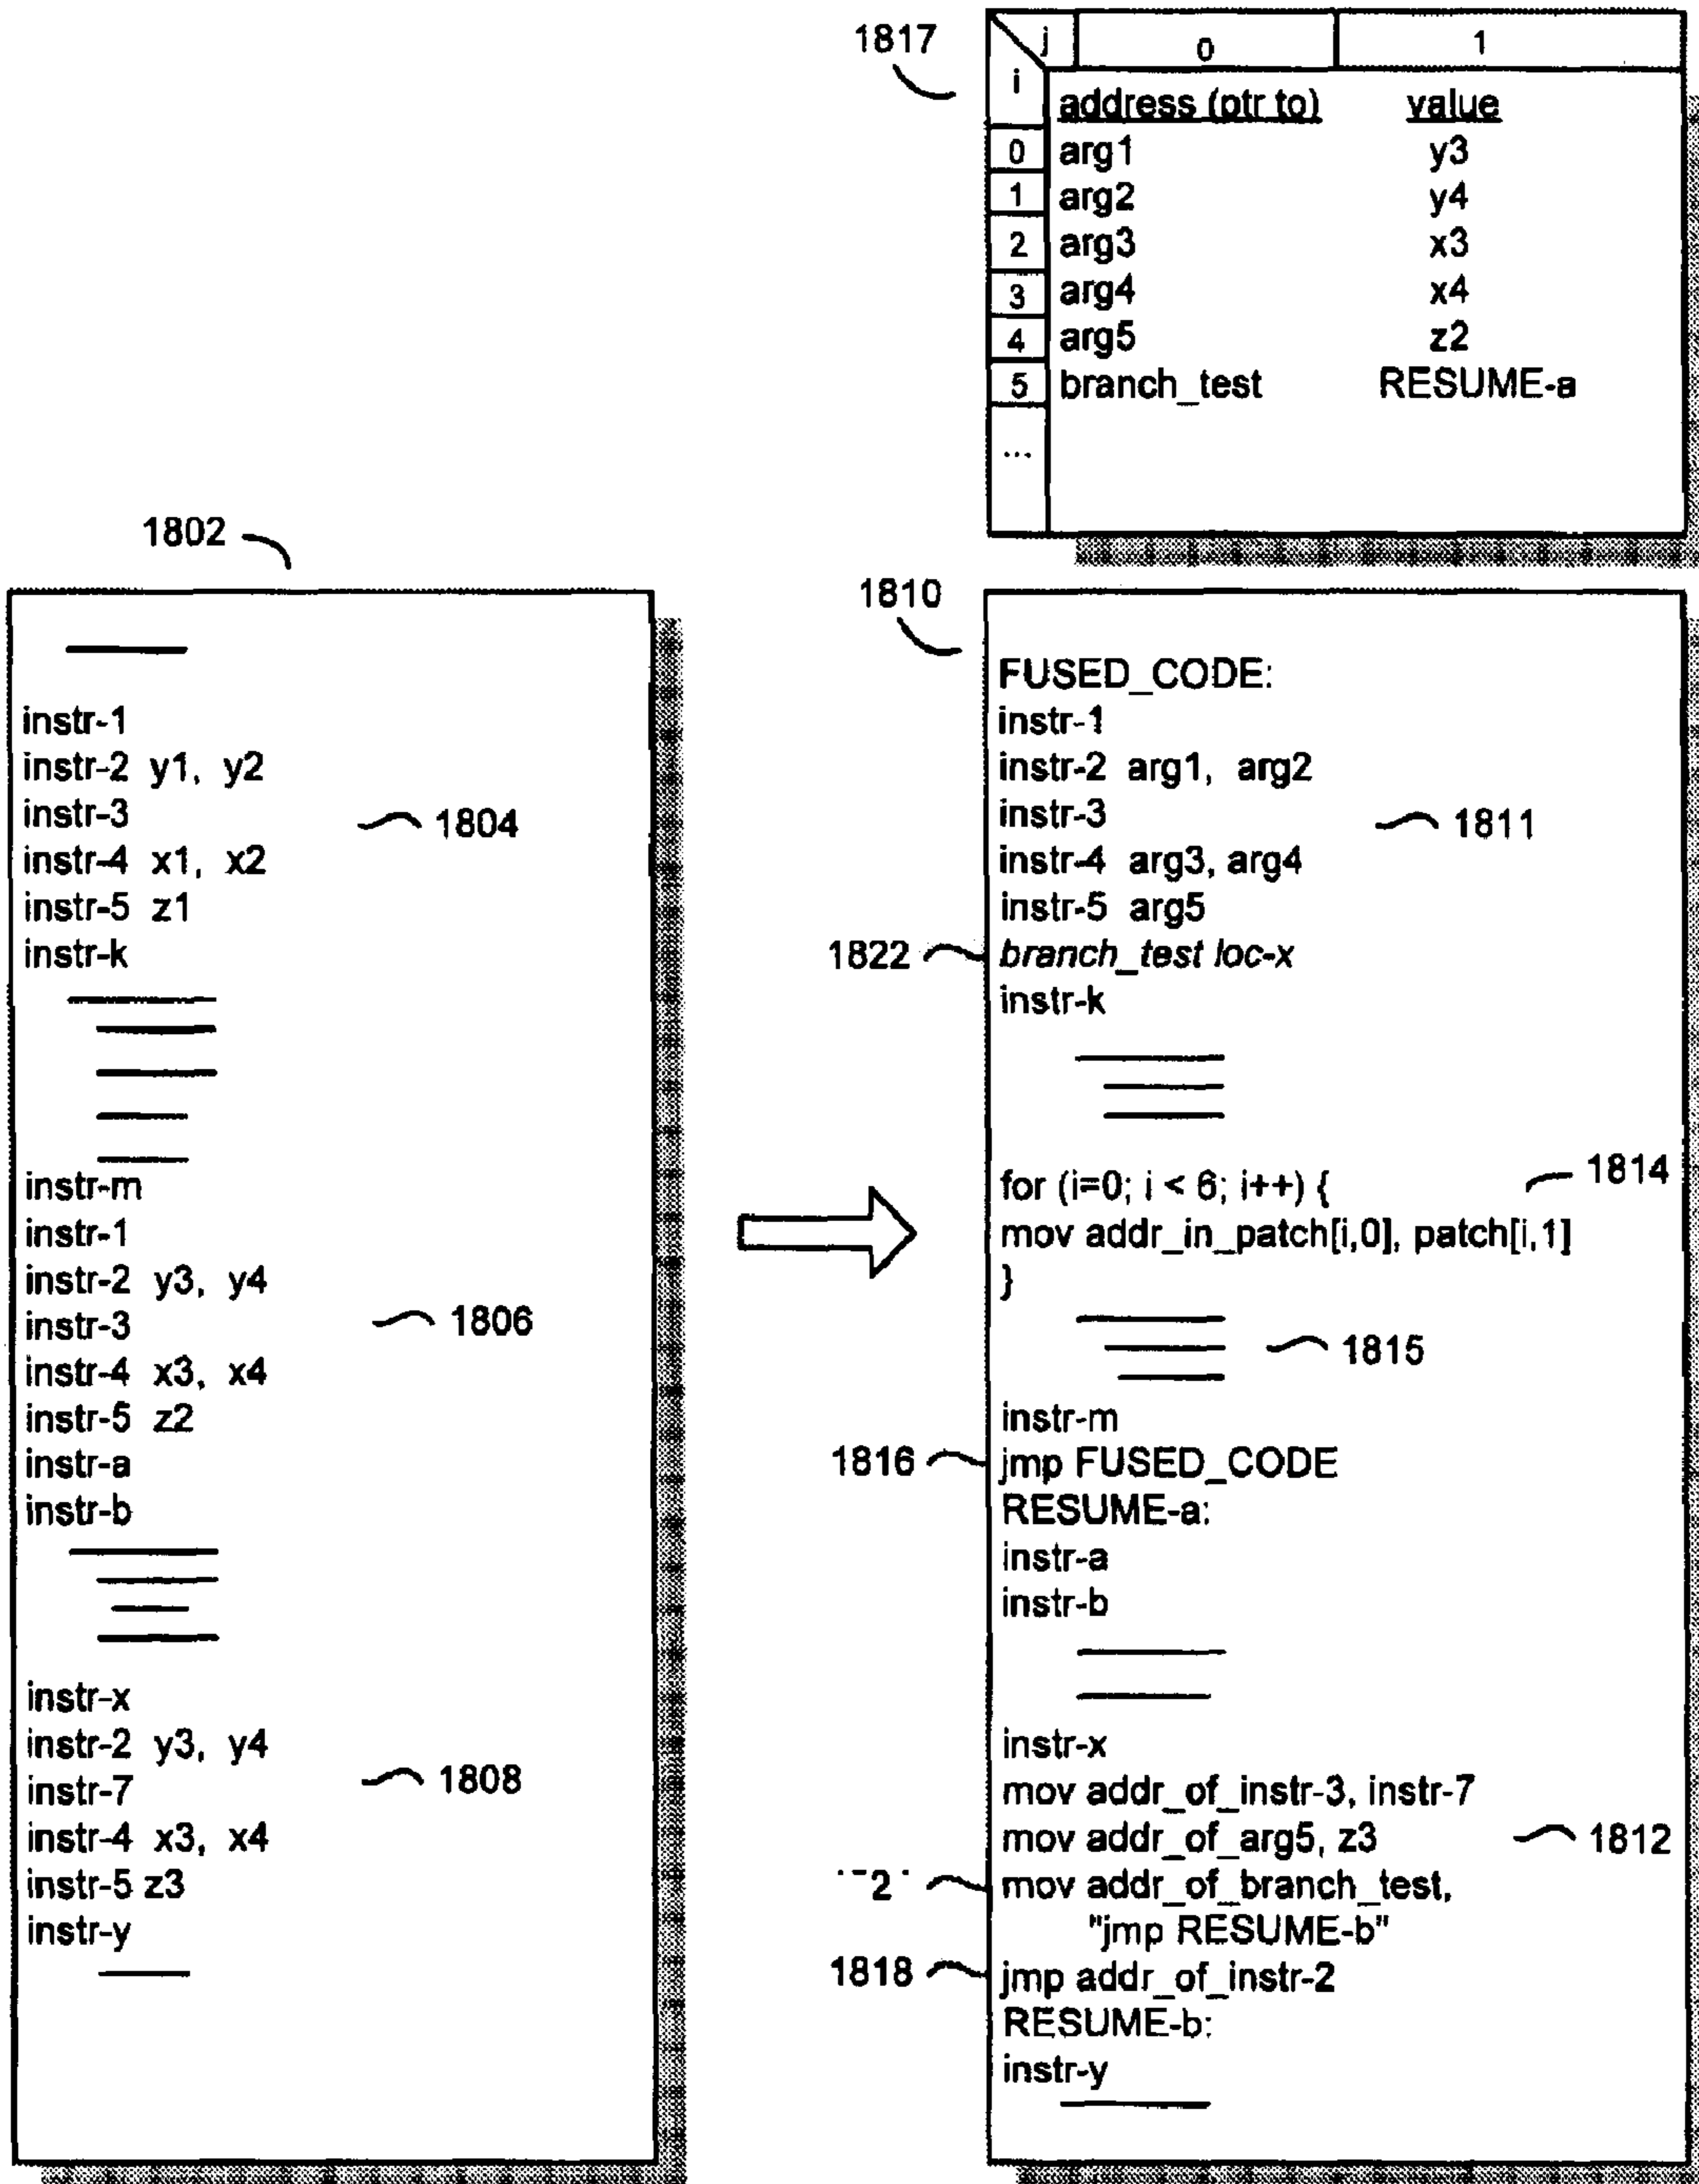 1817
j 0 1
i
address (ptr to) value
0 arg1 y3
1 arg2 y4
2 arg3 x3
3 arg4 x4
4 arg5 z2
5 branch_test RESUME-a
...
1802
instr-1
instr-2 y1, y2
instr-3
1804
instr-4 x1, x2
instr-5 z1
instr-k
instr-m
instr-1
instr-2 y3, y4
instr-3
1806
instr-4 x3, x4
instr-5 z2
instr-a
instr-b
instr-x
instr-2 y3, y4
instr-7
1808
instr-4 x3, x4
instr-5 z3
instr-y
1810
FUSED_CODE:
instr-1
instr-2 arg1, arg2
instr-3
1811
instr-4 arg3, arg4
instr-5 arg5
1822
branch_test loc-x
instr-k
for (i=0; i < 6; i++) {
1814
mov addr_in_patch[i,0], patch[i,1]
}
1815
instr-m
1816
jmp FUSED_CODE
RESUME-a:
instr-a
instr-b
instr-x
mov addr_of_instr-3, instr-7
mov addr_of_arg5, z3
1812
mov addr_of_branch_test,
"jmp RESUME-b"
1818
jmp addr_of_instr-2
RESUME-b:
instr-y